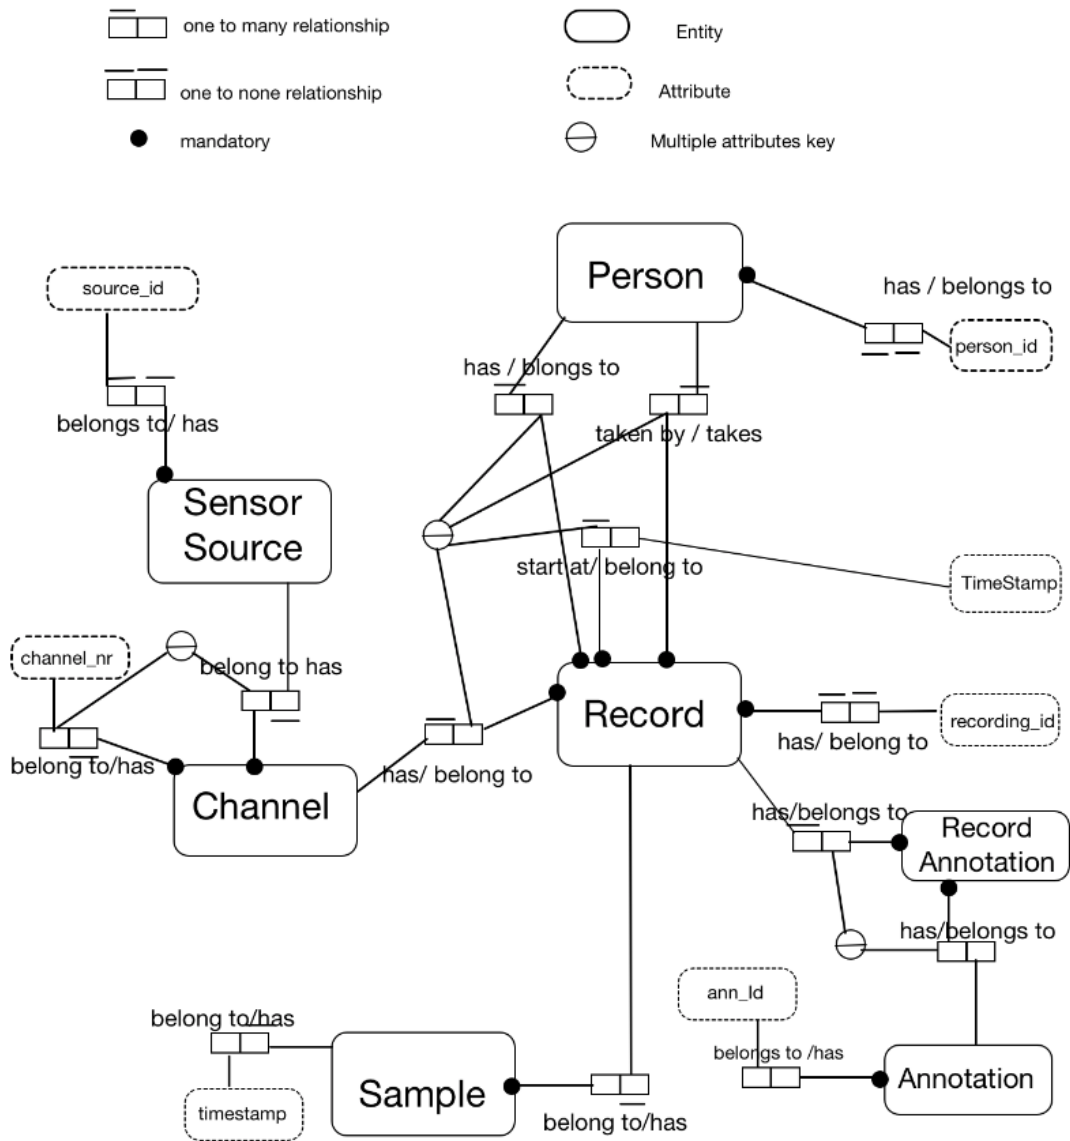 one to many relationship
Entity
one to none relationship
Attribute
mandatory
Multiple attributes key
Person
source_id
has / belongs to
person_id
has / blongs to
belongs to/ has
taken by / takes
Sensor
Source
start at/ belong to
TimeStamp
channel_nr
belong to has
Record
recording_id
belong to/has
has/ belong to
has/ belong to
Channel
has/belongs to
Record
Annotation
has/belongs to
ann_Id
belong to/has
belongs to /has
Sample
Annotation
timestamp
belong to/has